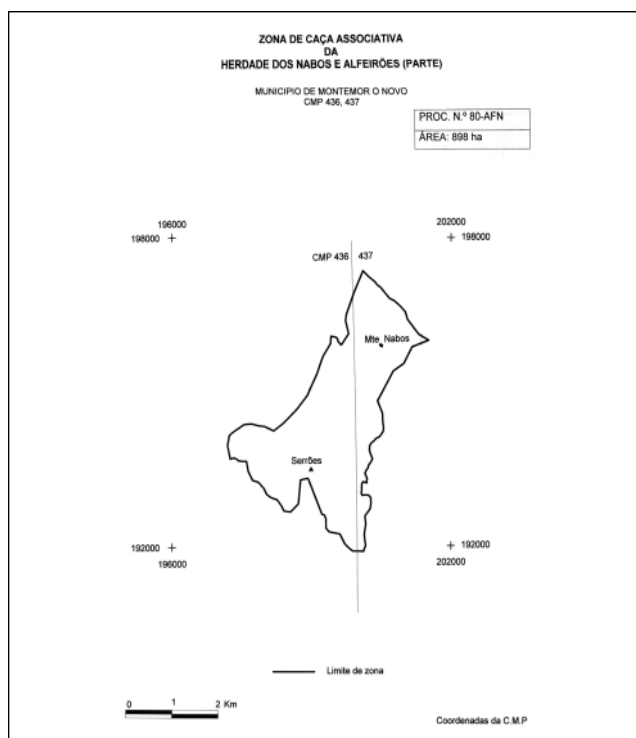 ZONA DE CAÇA ASSOCIATIVA
DA
HERDADE DOS NABOS E ALFEIRÕES (PARTE)
MUNICIPIO DE MONTEMOR O NOVO
CMP 436, 437
PROC. N.º 80-AFN
ÁREA: 898 ha
196000
198000
202000
198000
CMP 436
437
Mte. Nabos
Serrões
192000
196000
192000
202000
Limite de zona
0 1 2 Km
Coordenadas da C.M.P